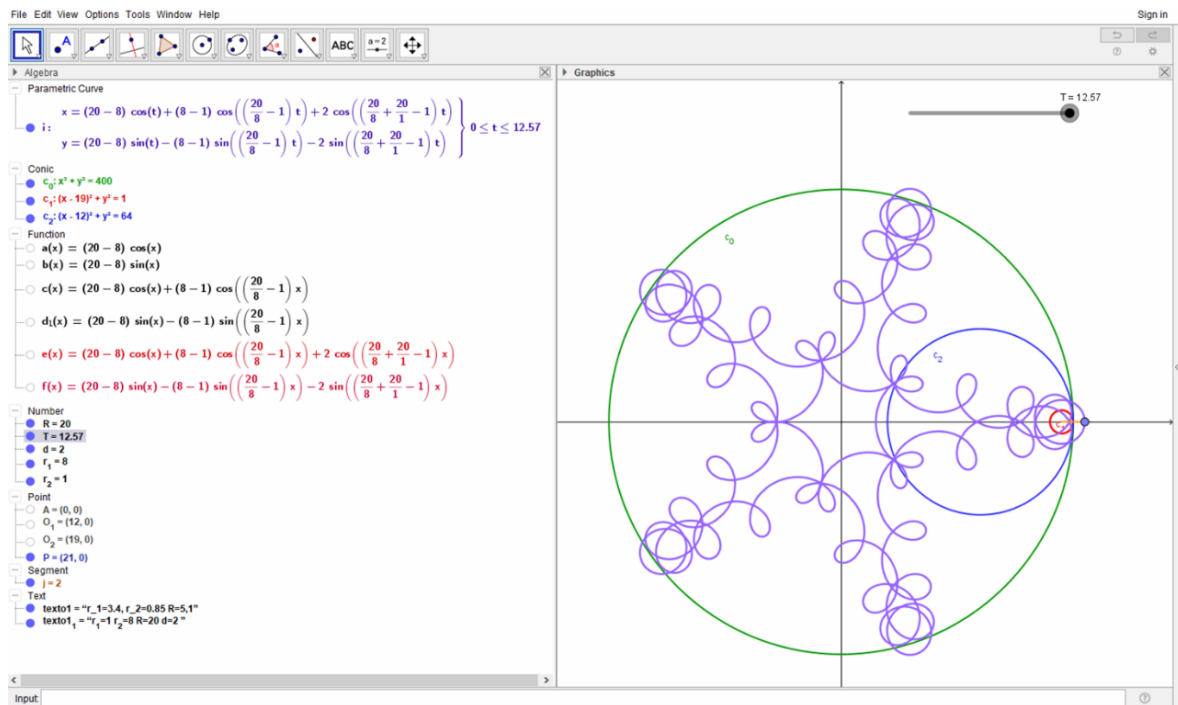 File Edit View Options Tools Window Help
Sign in
A
α
ABC
a=2
Algebra
Graphics
Parametric Curve
i: x = (20 − 8) cos(t) + (8 − 1) cos((20/8 − 1) t) + 2 cos((20/8 + 20/1 − 1) t)
y = (20 − 8) sin(t) − (8 − 1) sin((20/8 − 1) t) − 2 sin((20/8 + 20/1 − 1) t)
} 0 ≤ t ≤ 12.57
Conic
c₀: x² + y² = 400
c₁: (x - 19)² + y² = 1
c₂: (x - 12)² + y² = 64
Function
a(x) = (20 − 8) cos(x)
b(x) = (20 − 8) sin(x)
c(x) = (20 − 8) cos(x) + (8 − 1) cos((20/8 − 1) x)
d₁(x) = (20 − 8) sin(x) − (8 − 1) sin((20/8 − 1) x)
e(x) = (20 − 8) cos(x) + (8 − 1) cos((20/8 − 1) x) + 2 cos((20/8 + 20/1 − 1) x)
f(x) = (20 − 8) sin(x) − (8 − 1) sin((20/8 − 1) x) − 2 sin((20/8 + 20/1 − 1) x)
Number
R = 20
T = 12.57
d = 2
r₁ = 8
r₂ = 1
Point
A = (0, 0)
O₁ = (12, 0)
O₂ = (19, 0)
P = (21, 0)
Segment
j = 2
Text
texto1 = “r_1=3.4, r_2=0.85 R=5,1”
texto1₁ = “r₁=1 r₂=8 R=20 d=2 ”
T = 12.57
c₀
c₂
Input: